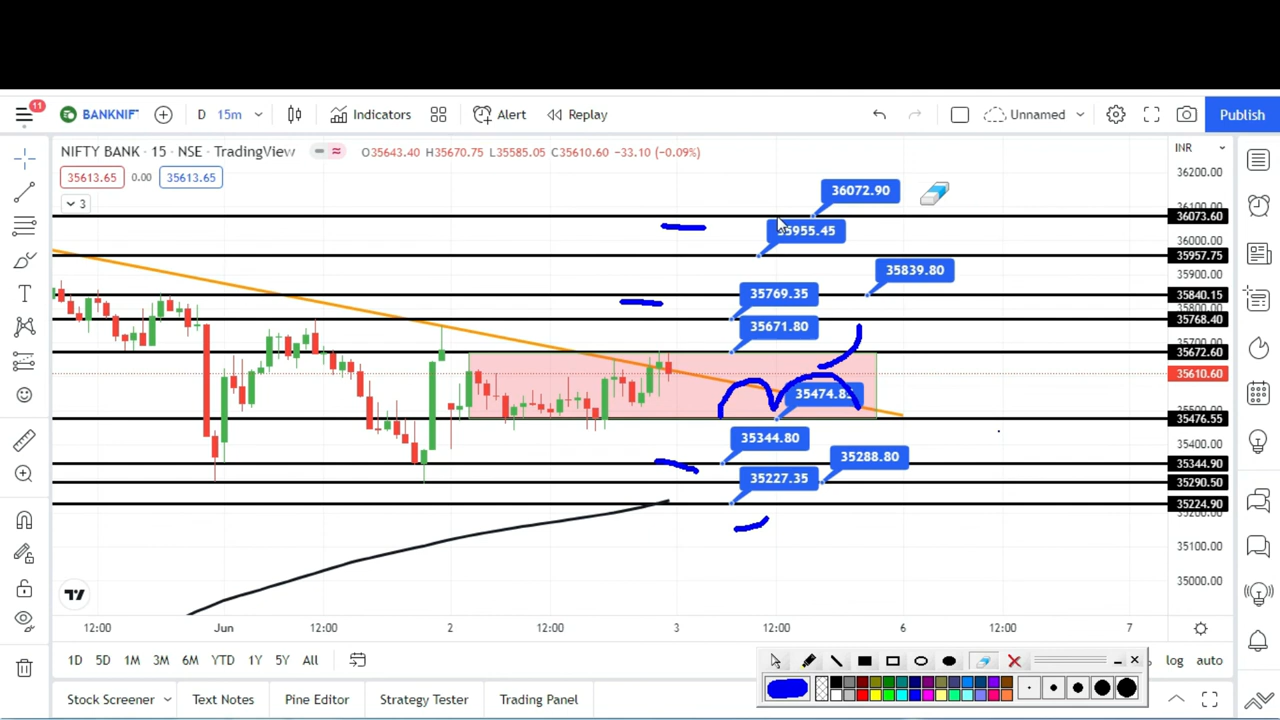 11
BANKNIF
D 15m
Indicators
Alert
Replay
Unnamed
Publish
NIFTY BANK · 15 · NSE · TradingView
O35643.40 H35670.75 L35585.05 C35610.60 −33.10 (−0.09%)
INR
35613.65 0.00 35613.65
3
36072.90
35839.80
35769.35
35671.80
35344.80
35288.80
35227.35
36200.00
36073.60
36000.00
35957.75
35900.00
35840.15
35768.40
35672.60
35610.60
35476.55
35400.00
35344.90
35290.50
35224.90
35100.00
35000.00
12:00 Jun 12:00 2 12:00 3 12:00 6 12:00 7
1D 5D 1M 3M 6M YTD 1Y 5Y All
log auto
Stock Screener
Text Notes
Pine Editor
Strategy Tester
Trading Panel